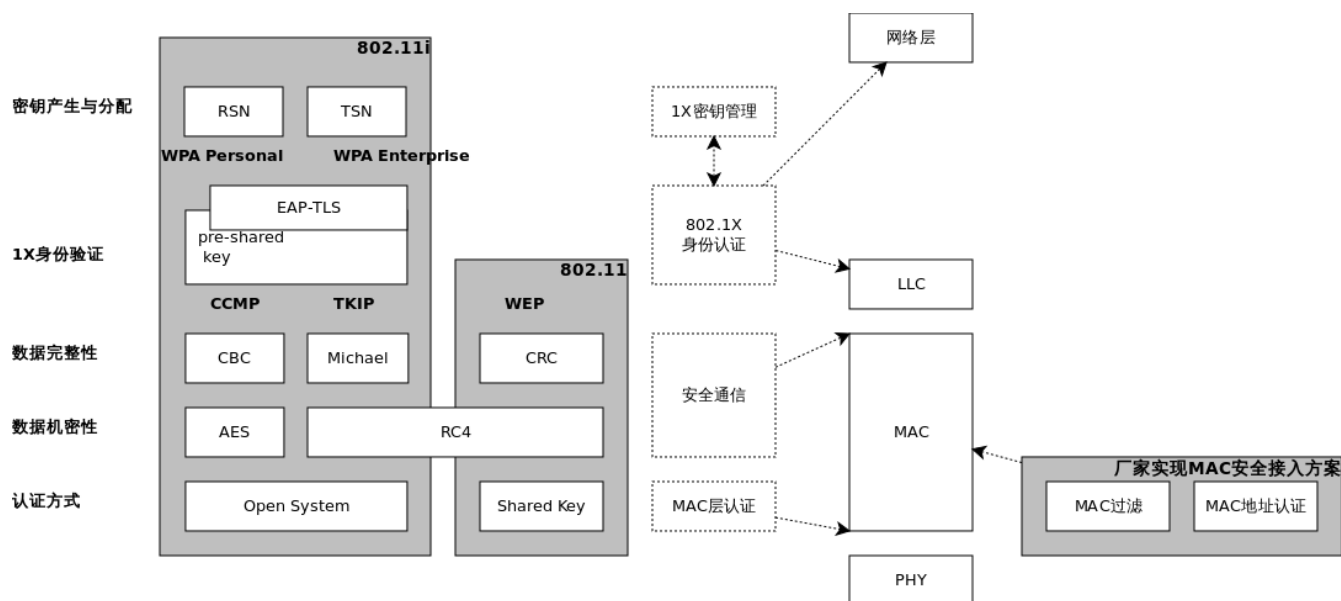 网络层
802.11i
密钥产生与分配
RSN
TSN
1X密钥管理
WPA Personal
WPA Enterprise
EAP-TLS
pre-shared
key
1X身份验证
802.1X
身份认证
802.11
LLC
CCMP
TKIP
WEP
数据完整性
CBC
Michael
CRC
安全通信
数据机密性
AES
RC4
MAC
厂家实现MAC安全接入方案
认证方式
Open System
Shared Key
MAC层认证
MAC过滤
MAC地址认证
PHY